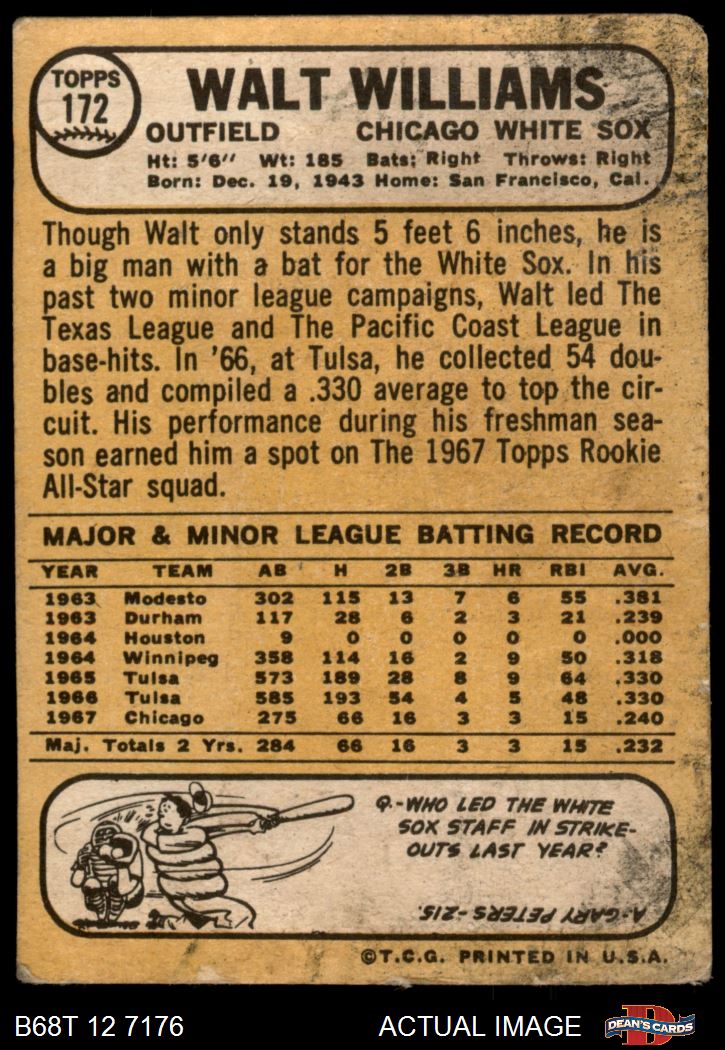 TOPPS
172
WALT WILLIAMS
OUTFIELD CHICAGO WHITE SOX
Ht: 5'6" Wt: 185 Bats: Right Throws: Right
Born: Dec. 19, 1943 Home: San Francisco, Cal.
Though Walt only stands 5 feet 6 inches, he is
a big man with a bat for the White Sox. In his
past two minor league campaigns, Walt led The
Texas League and The Pacific Coast League in
base-hits. In '66, at Tulsa, he collected 54 dou-
bles and compiled a .330 average to top the cir-
cuit. His performance during his freshman sea-
son earned him a spot on The 1967 Topps Rookie
All-Star squad.
MAJOR & MINOR LEAGUE BATTING RECORD
YEAR TEAM AB H 2B 3B HR RBI AVG.
1963 Modesto 302 115 13 7 6 55 .381
1963 Durham 117 28 6 2 3 21 .239
1964 Houston 9 0 0 0 0 0 .000
1964 Winnipeg 358 114 16 2 9 50 .318
1965 Tulsa 573 189 28 8 9 64 .330
1966 Tulsa 585 193 54 4 5 48 .330
1967 Chicago 275 66 16 3 3 15 .240
Maj. Totals 2 Yrs. 284 66 16 3 3 15 .232
Q.-WHO LED THE WHITE
SOX STAFF IN STRIKE-
OUTS LAST YEAR?
A-GARY PETERS-215.
©T.C.G. PRINTED IN U.S.A.
B68T 12 7176 ACTUAL IMAGE
DEAN'S CARDS